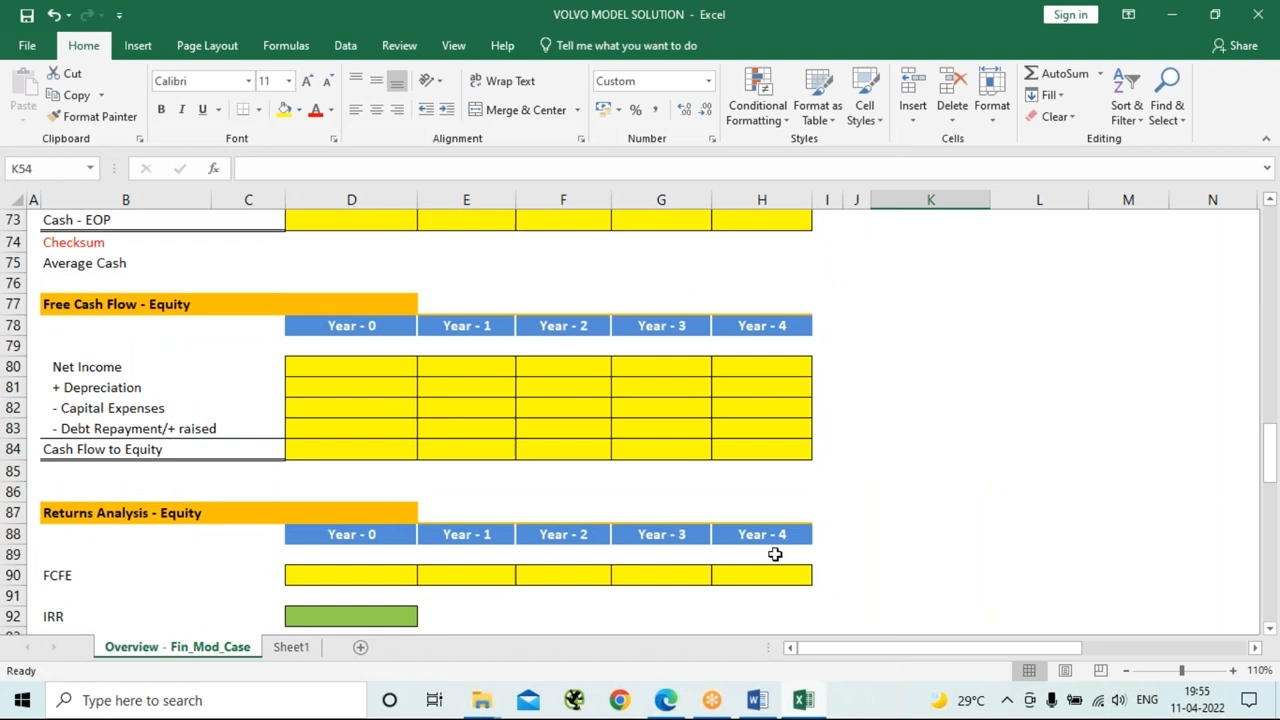 VOLVO MODEL SOLUTION - Excel
Sign in
File Home Insert Page Layout Formulas Data Review View Help Tell me what you want to do Share
Paste
Cut
Copy
Format Painter
Clipboard
Calibri 11
B I U
Font
Wrap Text
Merge & Center
Alignment
Custom
Number
Conditional Formatting
Format as Table
Cell Styles
Styles
Insert Delete Format
Cells
AutoSum
Fill
Clear
Sort & Filter
Find & Select
Editing
K54
fx
A B C D E F G H I J K L M N
73 Cash - EOP
74 Checksum
75 Average Cash
76
77 Free Cash Flow - Equity
78 Year - 0 Year - 1 Year - 2 Year - 3 Year - 4
79
80 Net Income
81 + Depreciation
82 - Capital Expenses
83 - Debt Repayment/+ raised
84 Cash Flow to Equity
85
86
87 Returns Analysis - Equity
88 Year - 0 Year - 1 Year - 2 Year - 3 Year - 4
89
90 FCFE
91
92 IRR
Overview - Fin_Mod_Case Sheet1
Ready
110%
Type here to search
29°C
ENG
19:55
11-04-2022